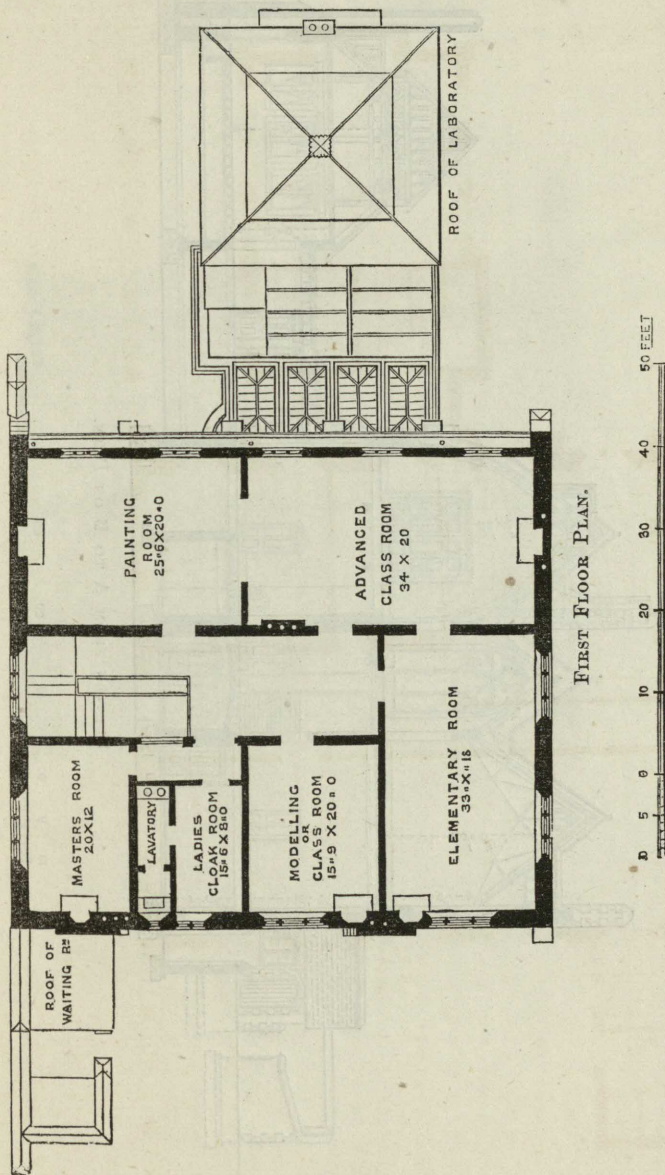 ROOF OF LABORATORY
PAINTING
ROOM
25"6X20"0
ADVANCED
CLASS ROOM
34 X 20
MASTERS ROOM
20X12
LAVATORY
LADIES
CLOAK ROOM
15"6X8"0
MODELLING
OR
CLASS ROOM
15"9 X 20"0
ELEMENTARY ROOM
33" X "18
ROOF OF
WAITING RM
FIRST FLOOR PLAN.
0 5 0 10 20 30 40 50 FEET